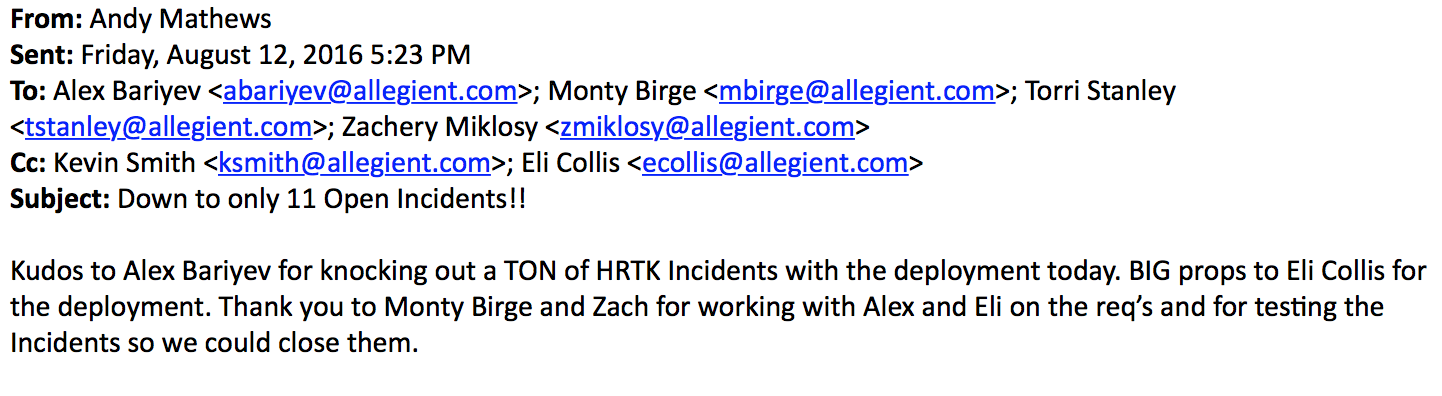 From: Andy Mathews
Sent: Friday, August 12, 2016 5:23 PM
To: Alex Bariyev <abariyev@allegient.com>; Monty Birge <mbirge@allegient.com>; Torri Stanley
<tstanley@allegient.com>; Zachery Miklosy <zmiklosy@allegient.com>
Cc: Kevin Smith <ksmith@allegient.com>; Eli Collis <ecollis@allegient.com>
Subject: Down to only 11 Open Incidents!!
Kudos to Alex Bariyev for knocking out a TON of HRTK Incidents with the deployment today. BIG props to Eli Collis for
the deployment. Thank you to Monty Birge and Zach for working with Alex and Eli on the req’s and for testing the
Incidents so we could close them.